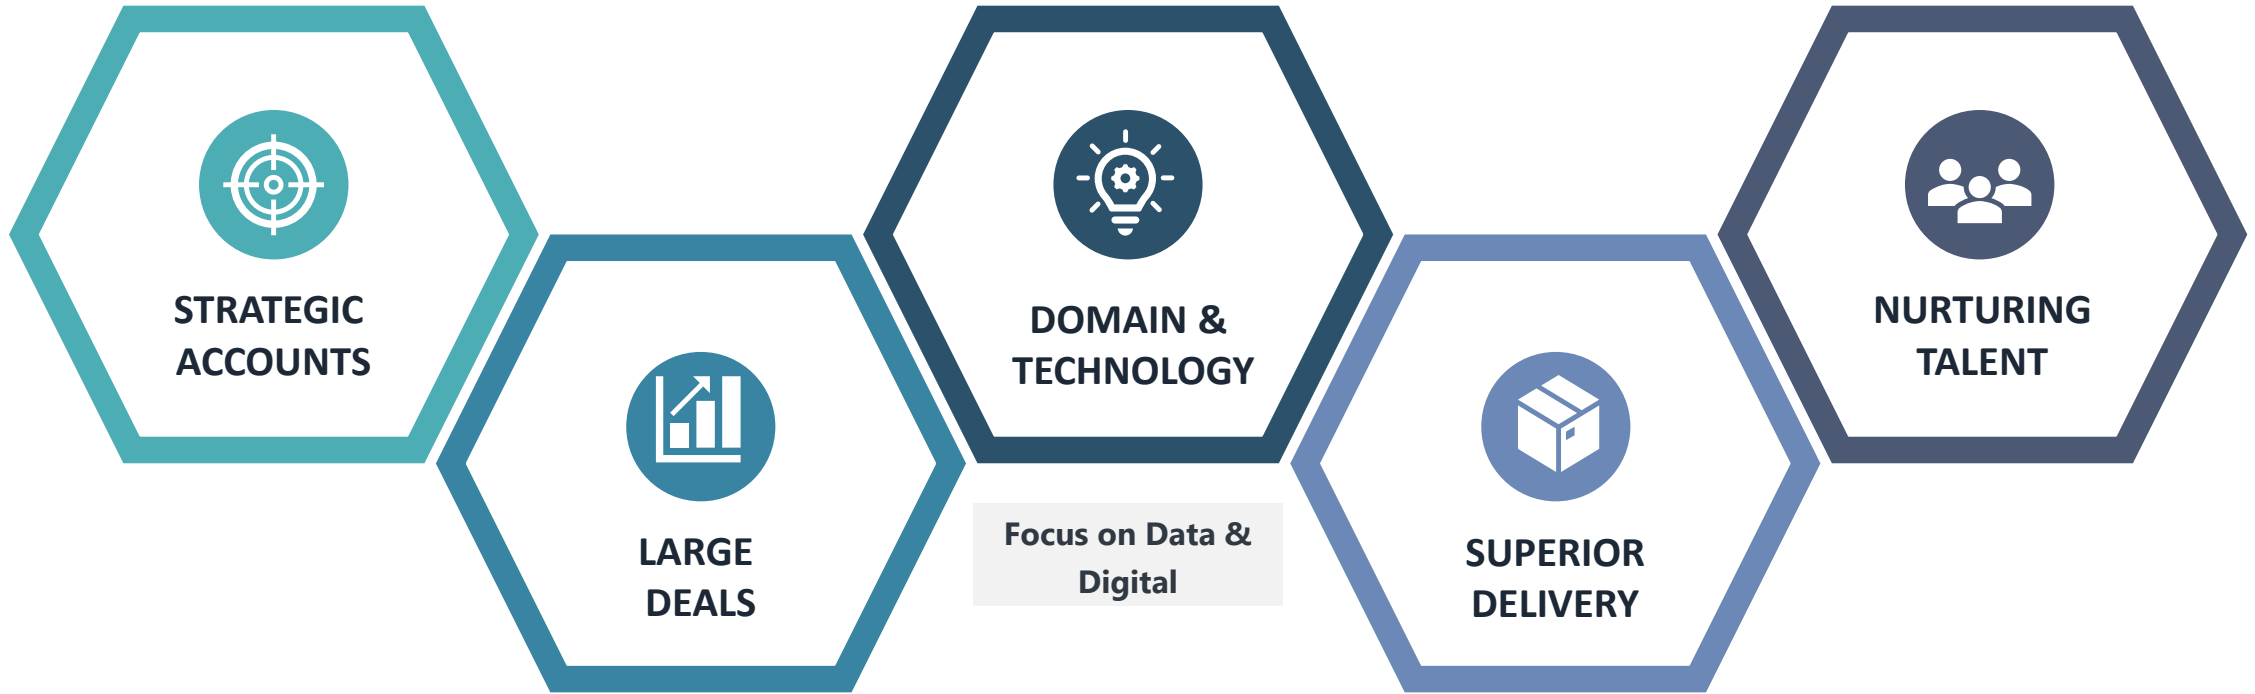 STRATEGIC
ACCOUNTS
LARGE
DEALS
DOMAIN &
TECHNOLOGY
Focus on Data &
Digital
SUPERIOR
DELIVERY
NURTURING
TALENT